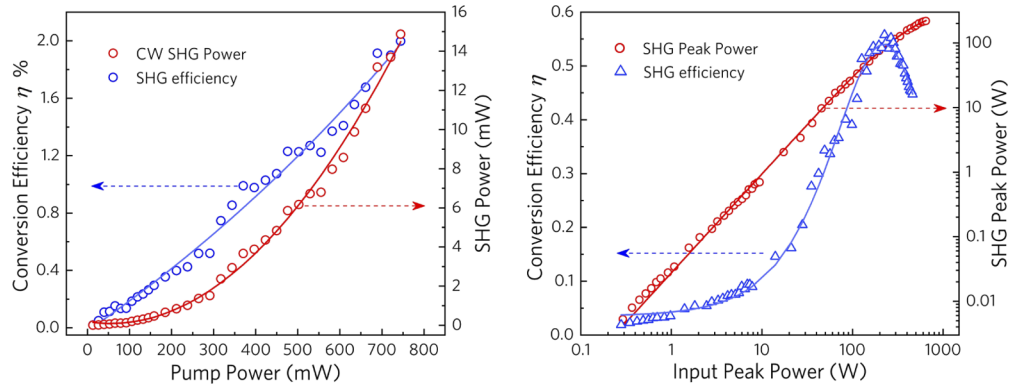 Conversion Efficiency η %
2.0
1.6
1.2
0.8
0.4
0.0
CW SHG Power
SHG efficiency
16
14
12
10
8
6
4
2
0
SHG Power (mW)
0 100 200 300 400 500 600 700 800
Pump Power (mW)
Conversion Efficiency η
0.6
0.5
0.4
0.3
0.2
0.1
0.0
SHG Peak Power
SHG efficiency
100
10
1
0.1
0.01
SHG Peak Power (W)
0.1 1 10 100 1000
Input Peak Power (W)